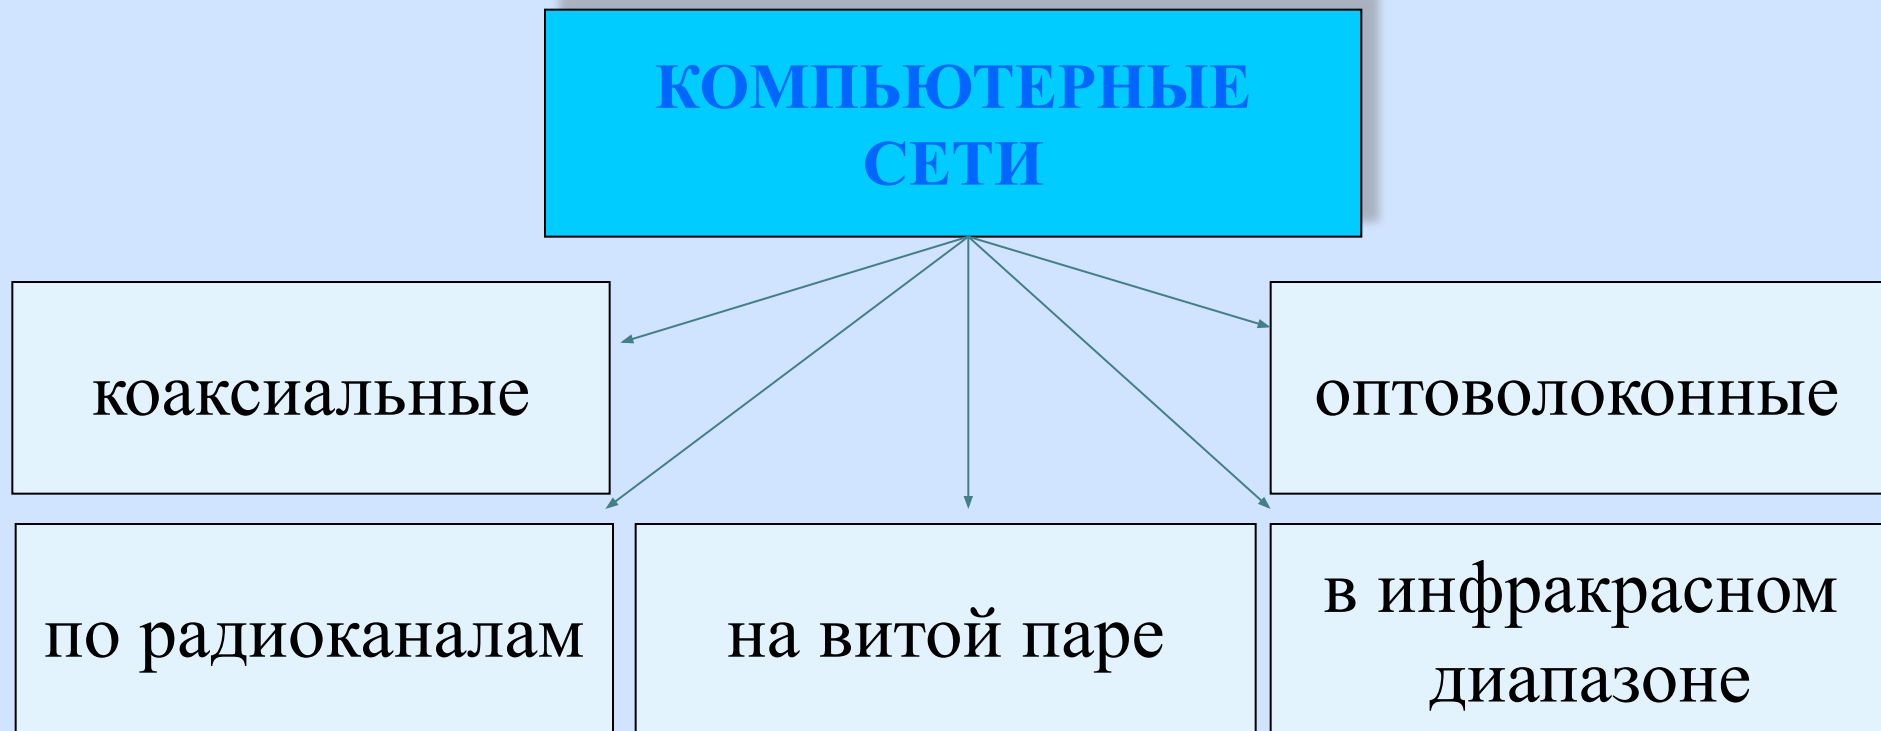 КОМПЬЮТЕРНЫЕ
СЕТИ
коаксиальные
оптоволоконные
по радиоканалам
на витой паре
в инфракрасном
диапазоне